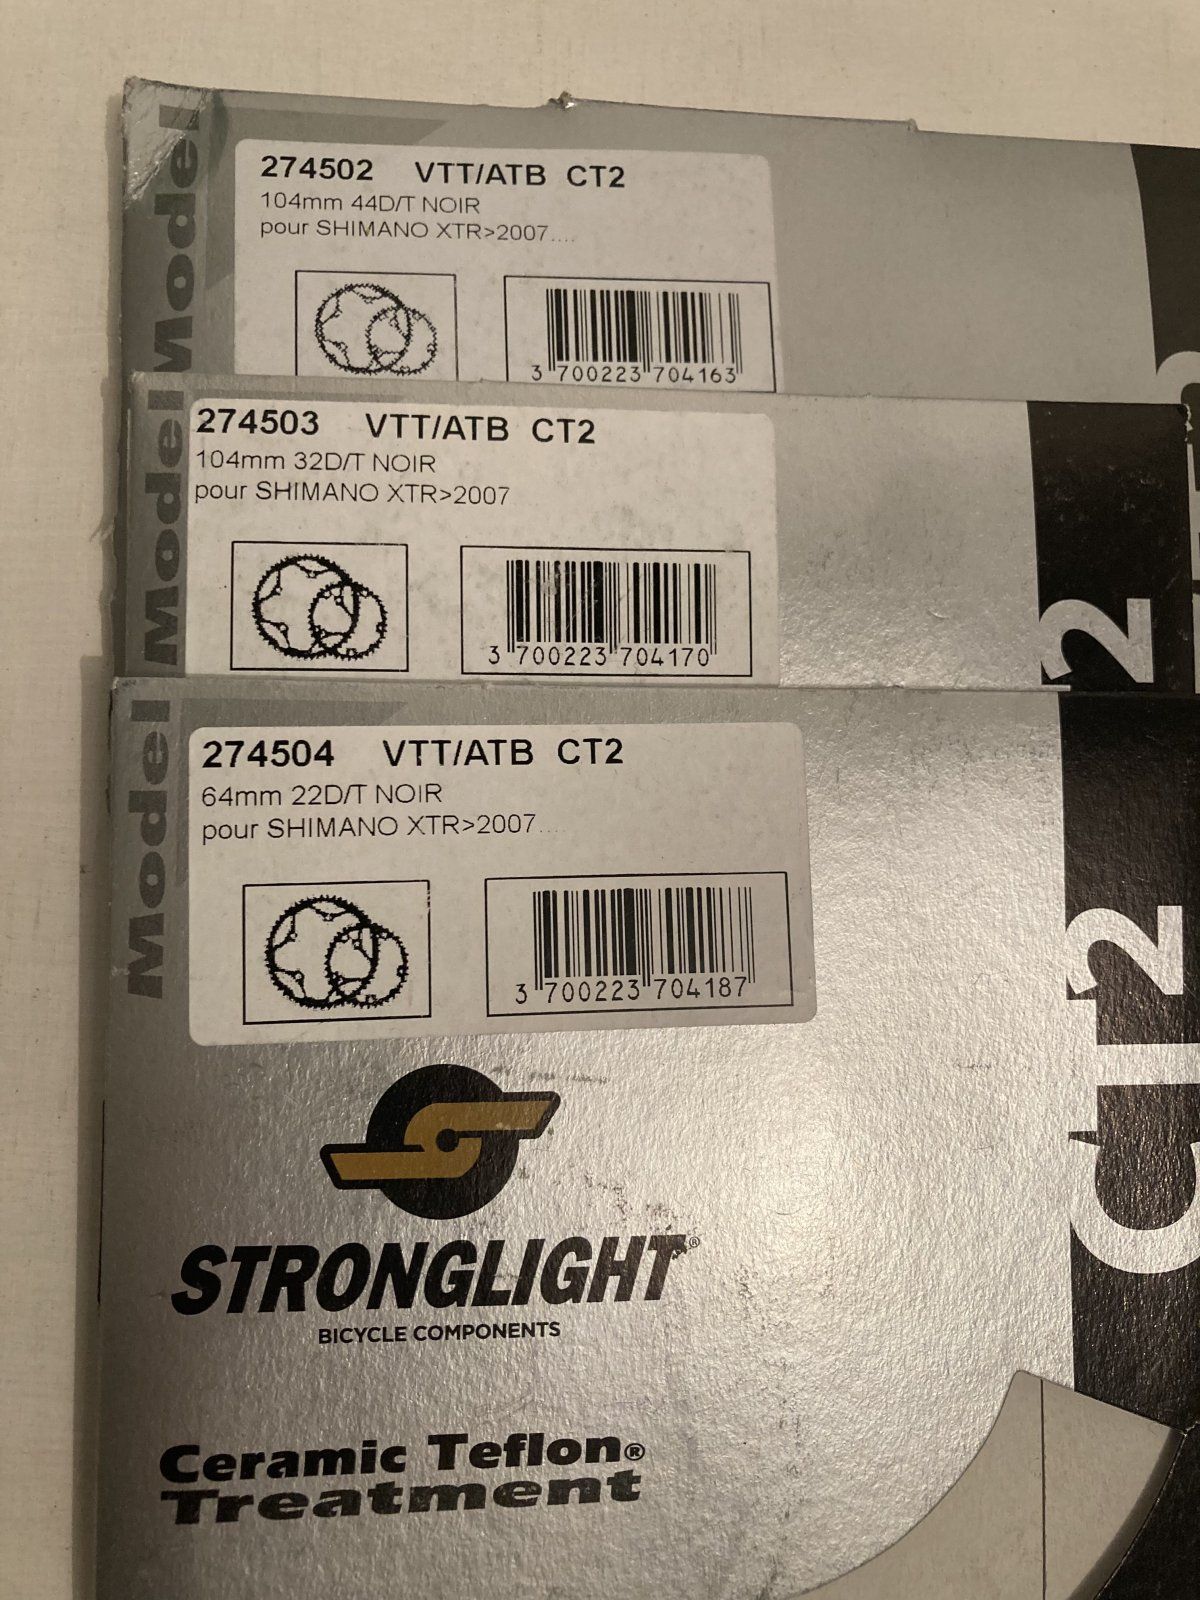 Model
274502 VTT/ATB CT2
104mm 44D/T NOIR
pour SHIMANO XTR>2007....
3 700223 704163
Model
274503 VTT/ATB CT2
104mm 32D/T NOIR
pour SHIMANO XTR>2007
3 700223 704170
2
Model
274504 VTT/ATB CT2
64mm 22D/T NOIR
pour SHIMANO XTR>2007....
3 700223 704187
CT2
STRONGLIGHT®
BICYCLE COMPONENTS
Ceramic Teflon®
Treatment